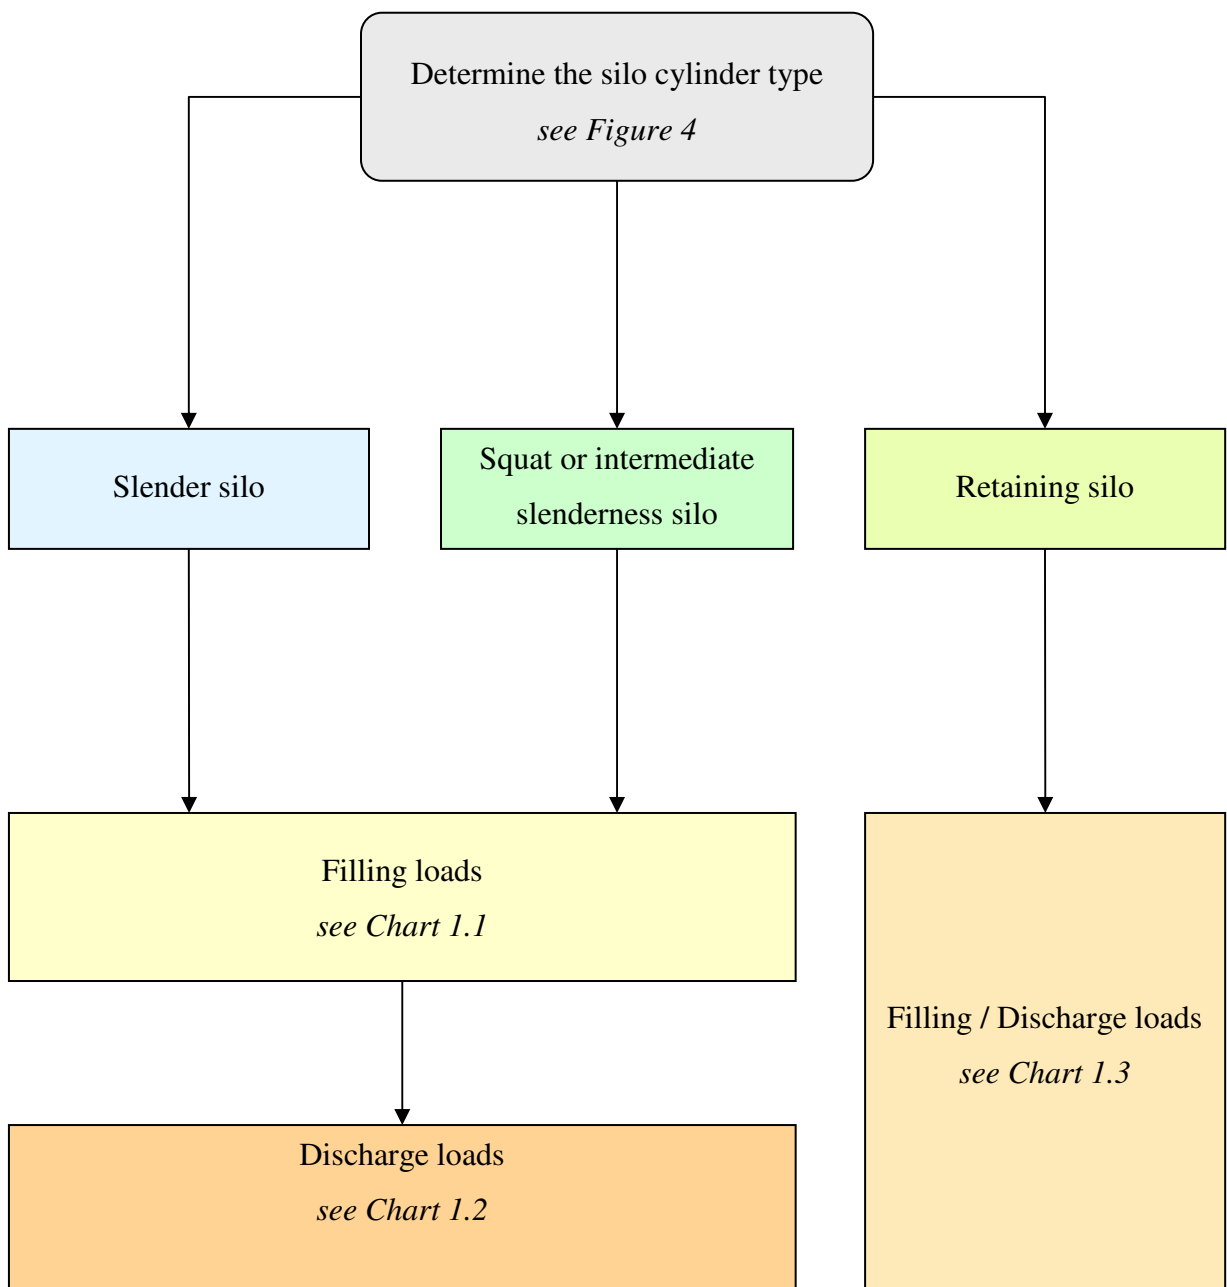 Determine the silo cylinder type
see Figure 4
Slender silo
Squat or intermediate
slenderness silo
Retaining silo
Filling loads
see Chart 1.1
Filling / Discharge loads
see Chart 1.3
Discharge loads
see Chart 1.2